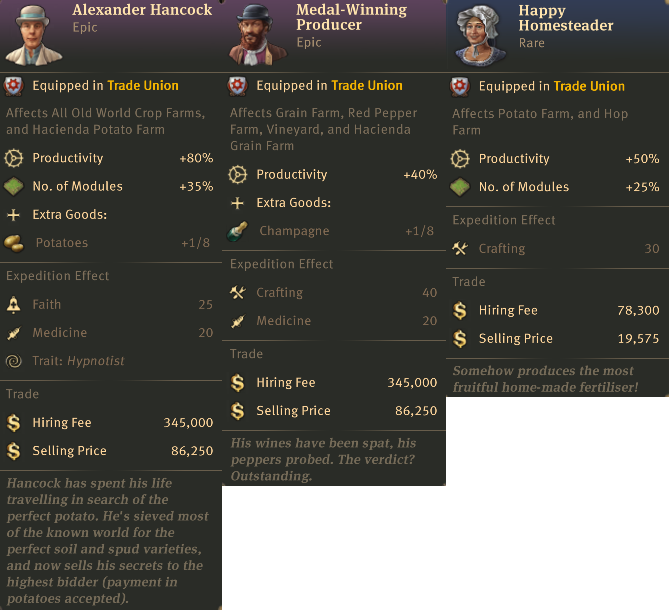 Alexander Hancock
Epic
Equipped in Trade Union
Affects All Old World Crop Farms,
and Hacienda Potato Farm
Productivity +80%
No. of Modules +35%
Extra Goods:
Potatoes +1/8
Expedition Effect
Faith 25
Medicine 20
Trait: Hypnotist
Trade
Hiring Fee 345,000
Selling Price 86,250
Hancock has spent his life
travelling in search of the
perfect potato. He's sieved most
of the known world for the
perfect soil and spud varieties,
and now sells his secrets to the
highest bidder (payment in
potatoes accepted).
Medal-Winning
Producer
Epic
Equipped in Trade Union
Affects Grain Farm, Red Pepper
Farm, Vineyard, and Hacienda
Grain Farm
Productivity +40%
Extra Goods:
Champagne +1/8
Expedition Effect
Crafting 40
Medicine 20
Trade
Hiring Fee 345,000
Selling Price 86,250
His wines have been spat, his
peppers probed. The verdict?
Outstanding.
Happy
Homesteader
Rare
Equipped in Trade Union
Affects Potato Farm, and Hop
Farm
Productivity +50%
No. of Modules +25%
Expedition Effect
Crafting 30
Trade
Hiring Fee 78,300
Selling Price 19,575
Somehow produces the most
fruitful home-made fertiliser!